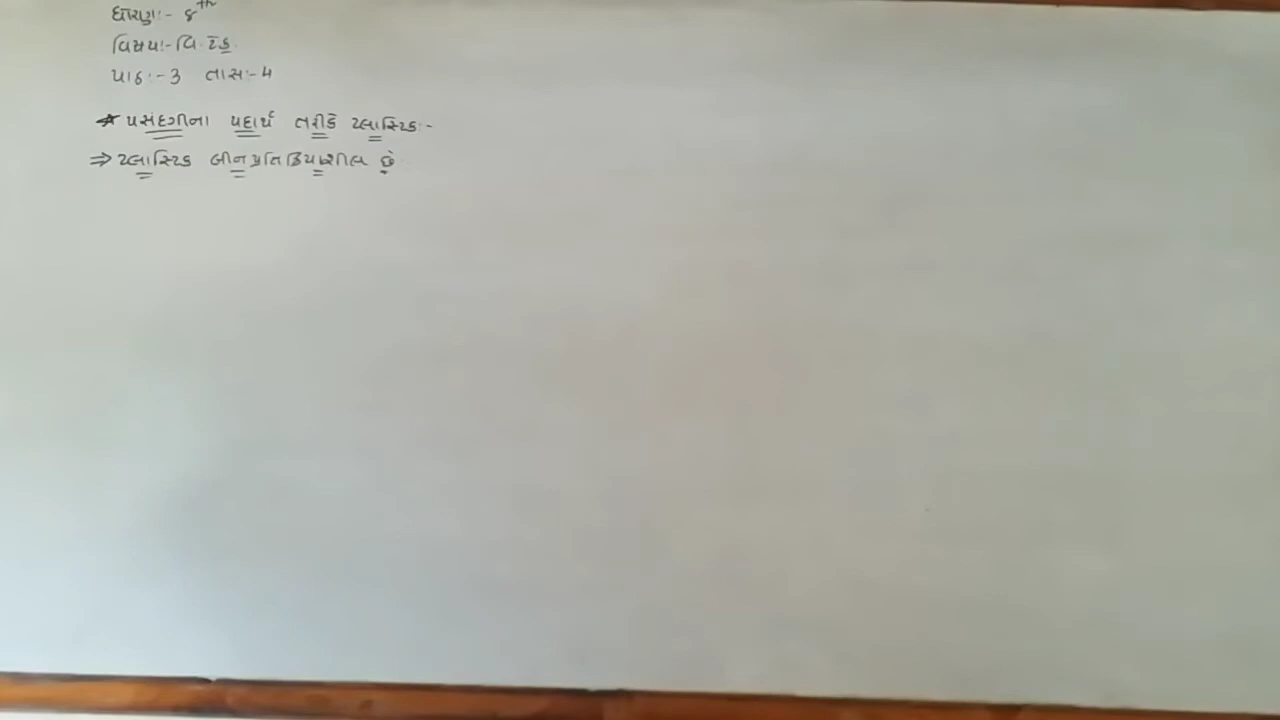 ધોરણ:- 8th
વિષય:- વિ. ટેક.
પાઠ:- 3 તાસ:- 4
* પસંદગીના પદાર્થ તરીકે પ્લાસ્ટિક:-
⇒ પ્લાસ્ટિક બીનપ્રતિક્રિયાશીલ છે